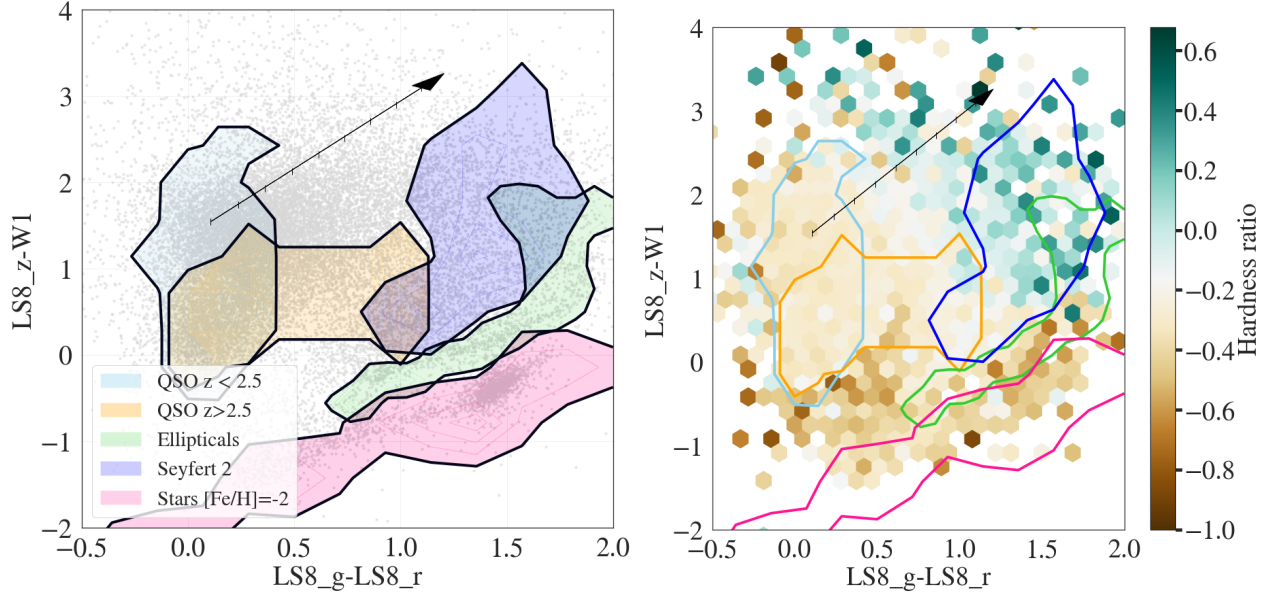 4
3
2
1
0
−1
−2
LS8_z-W1
QSO z < 2.5
QSO z>2.5
Ellipticals
Seyfert 2
Stars [Fe/H]=-2
−0.5 0.0 0.5 1.0 1.5 2.0
LS8_g-LS8_r
4
3
2
1
0
−1
−2
LS8_z-W1
−0.5 0.0 0.5 1.0 1.5 2.0
LS8_g-LS8_r
0.6
0.4
0.2
0.0
−0.2
−0.4
−0.6
−0.8
−1.0
Hardness ratio